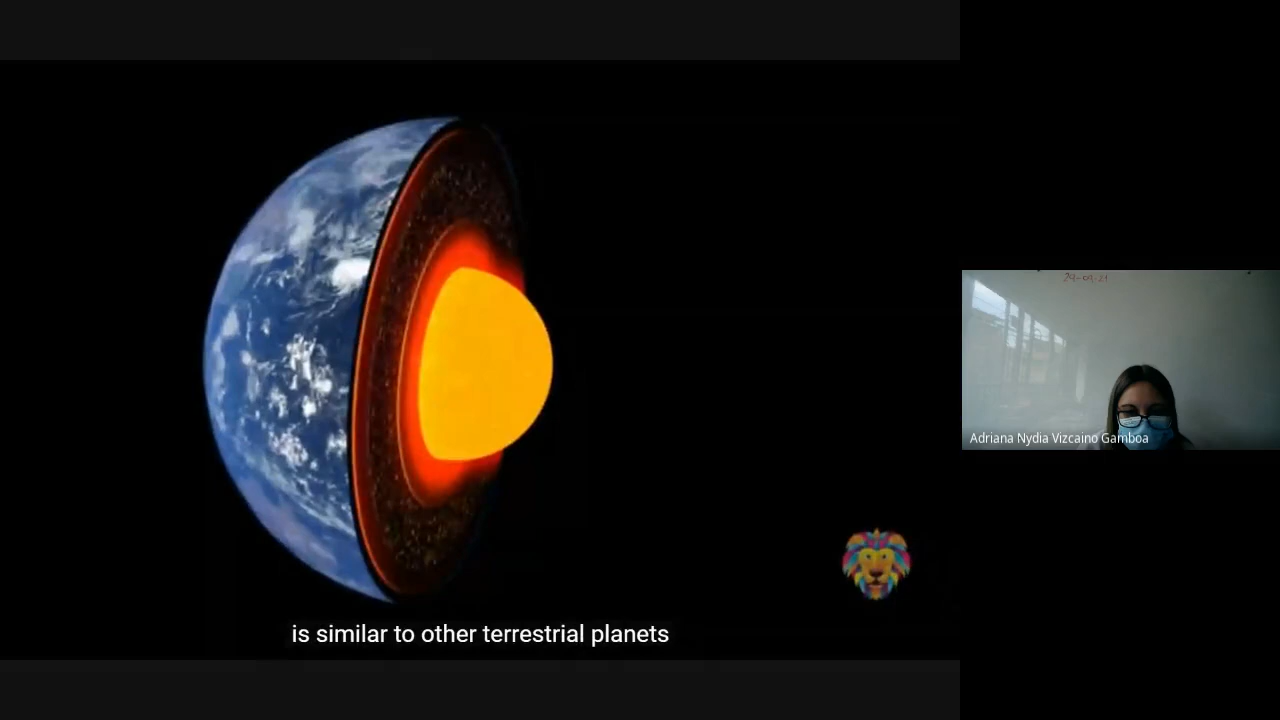 is similar to other terrestrial planets
Adriana Nydia Vizcaino Gamboa